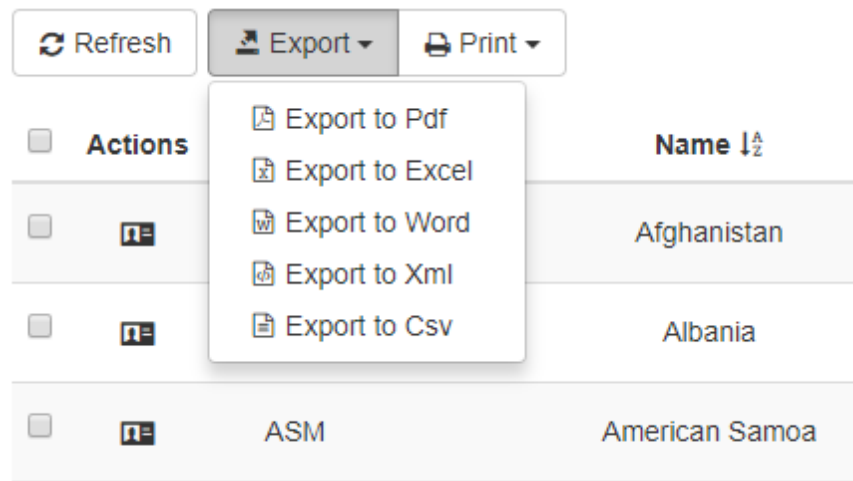 Refresh Export Print
Export to Pdf
Actions Name
Export to Excel
Export to Word
Afghanistan
Export to Xml
Export to Csv
Albania
ASM American Samoa